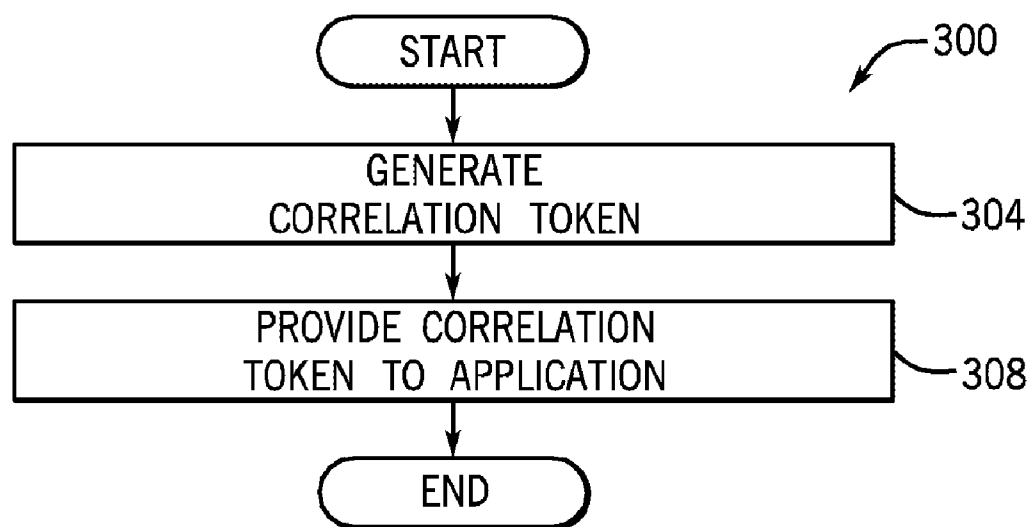 START
300
GENERATE
CORRELATION TOKEN
304
PROVIDE CORRELATION
TOKEN TO APPLICATION
308
END